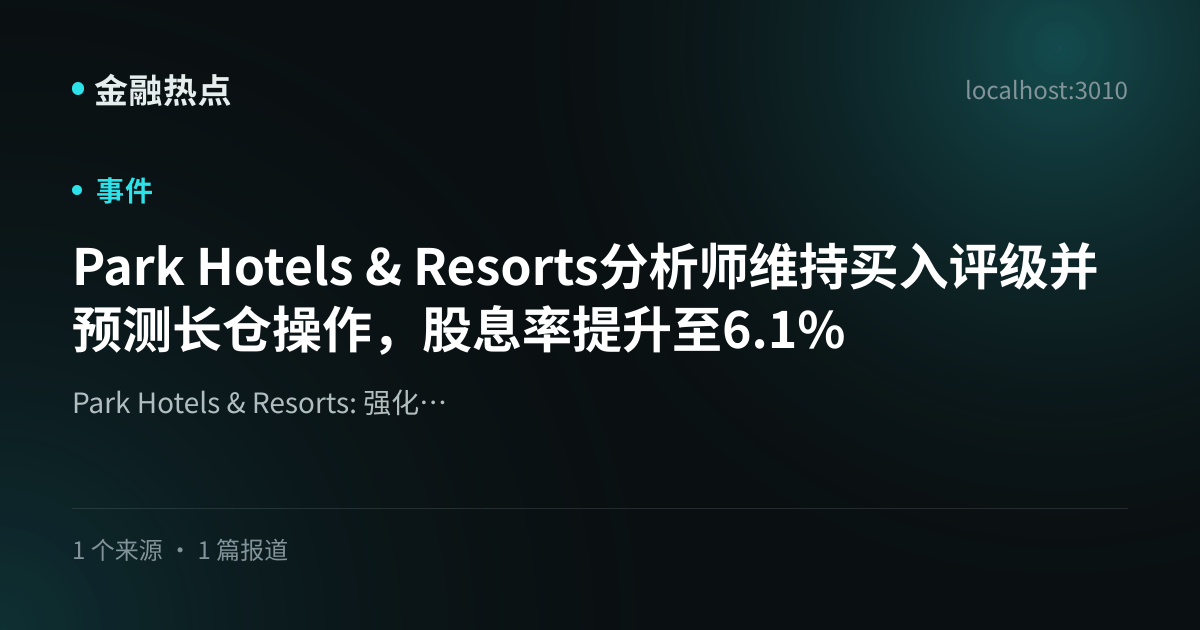 金融热点
localhost:3010
事件
Park Hotels & Resorts分析师维持买入评级并
预测长仓操作，股息率提升至6.1%
Park Hotels & Resorts: 强化…
1 个来源 · 1 篇报道